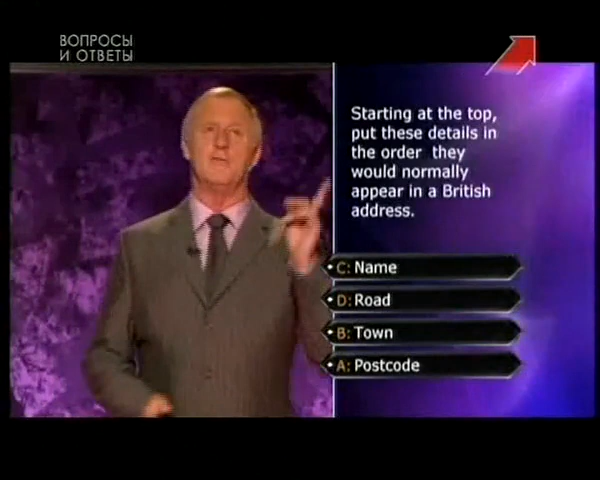 ВОПРОСЫ
И ОТВЕТЫ
Starting at the top,
put these details in
the order they
would normally
appear in a British
address.
C: Name
D: Road
B: Town
A: Postcode